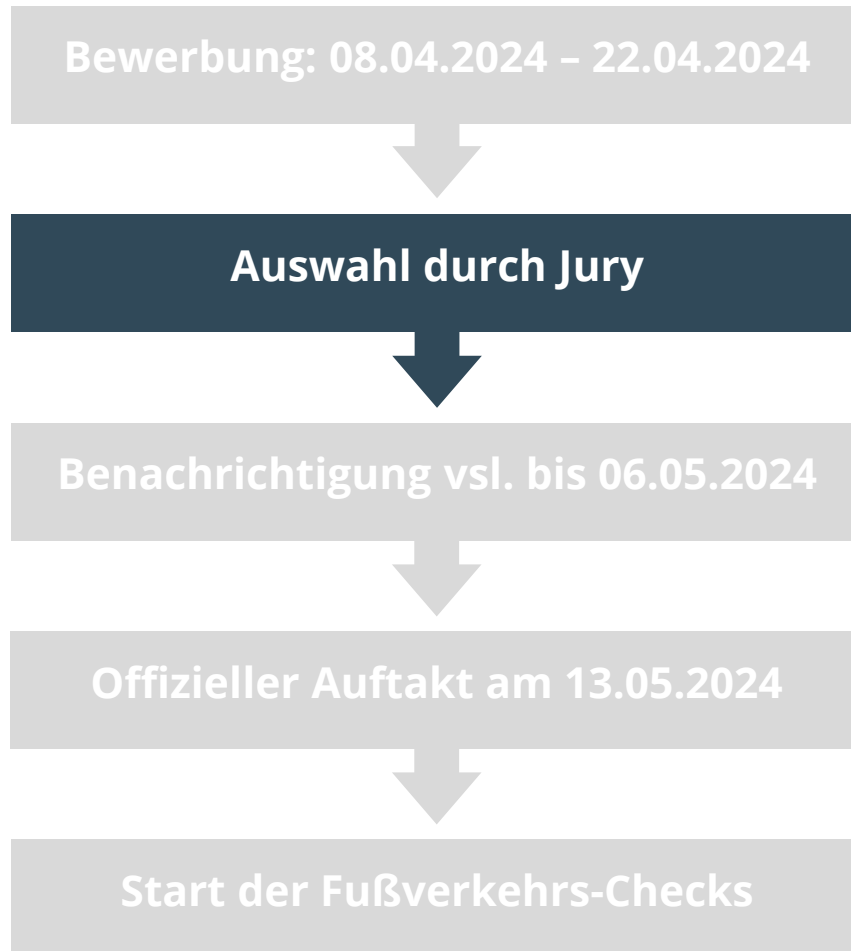 Bewerbung: 08.04.2024 – 22.04.2024
Auswahl durch Jury
Benachrichtigung vsl. bis 06.05.2024
Offizieller Auftakt am 13.05.2024
Start der Fußverkehrs-Checks